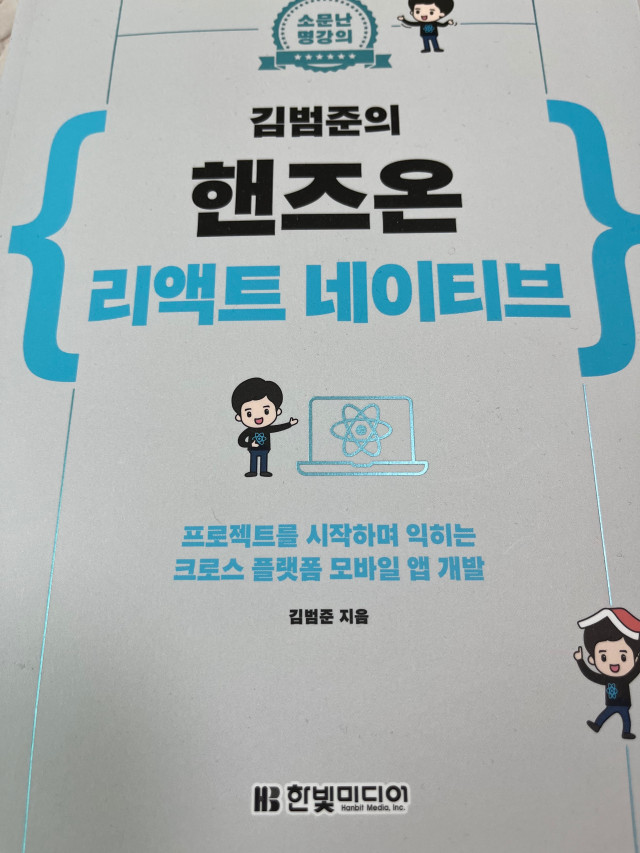 소문난
명강의
김범준의
핸즈온
리액트 네이티브
프로젝트를 시작하며 익히는
크로스 플랫폼 모바일 앱 개발
김범준 지음
HB 한빛미디어
Hanbit Media, Inc.